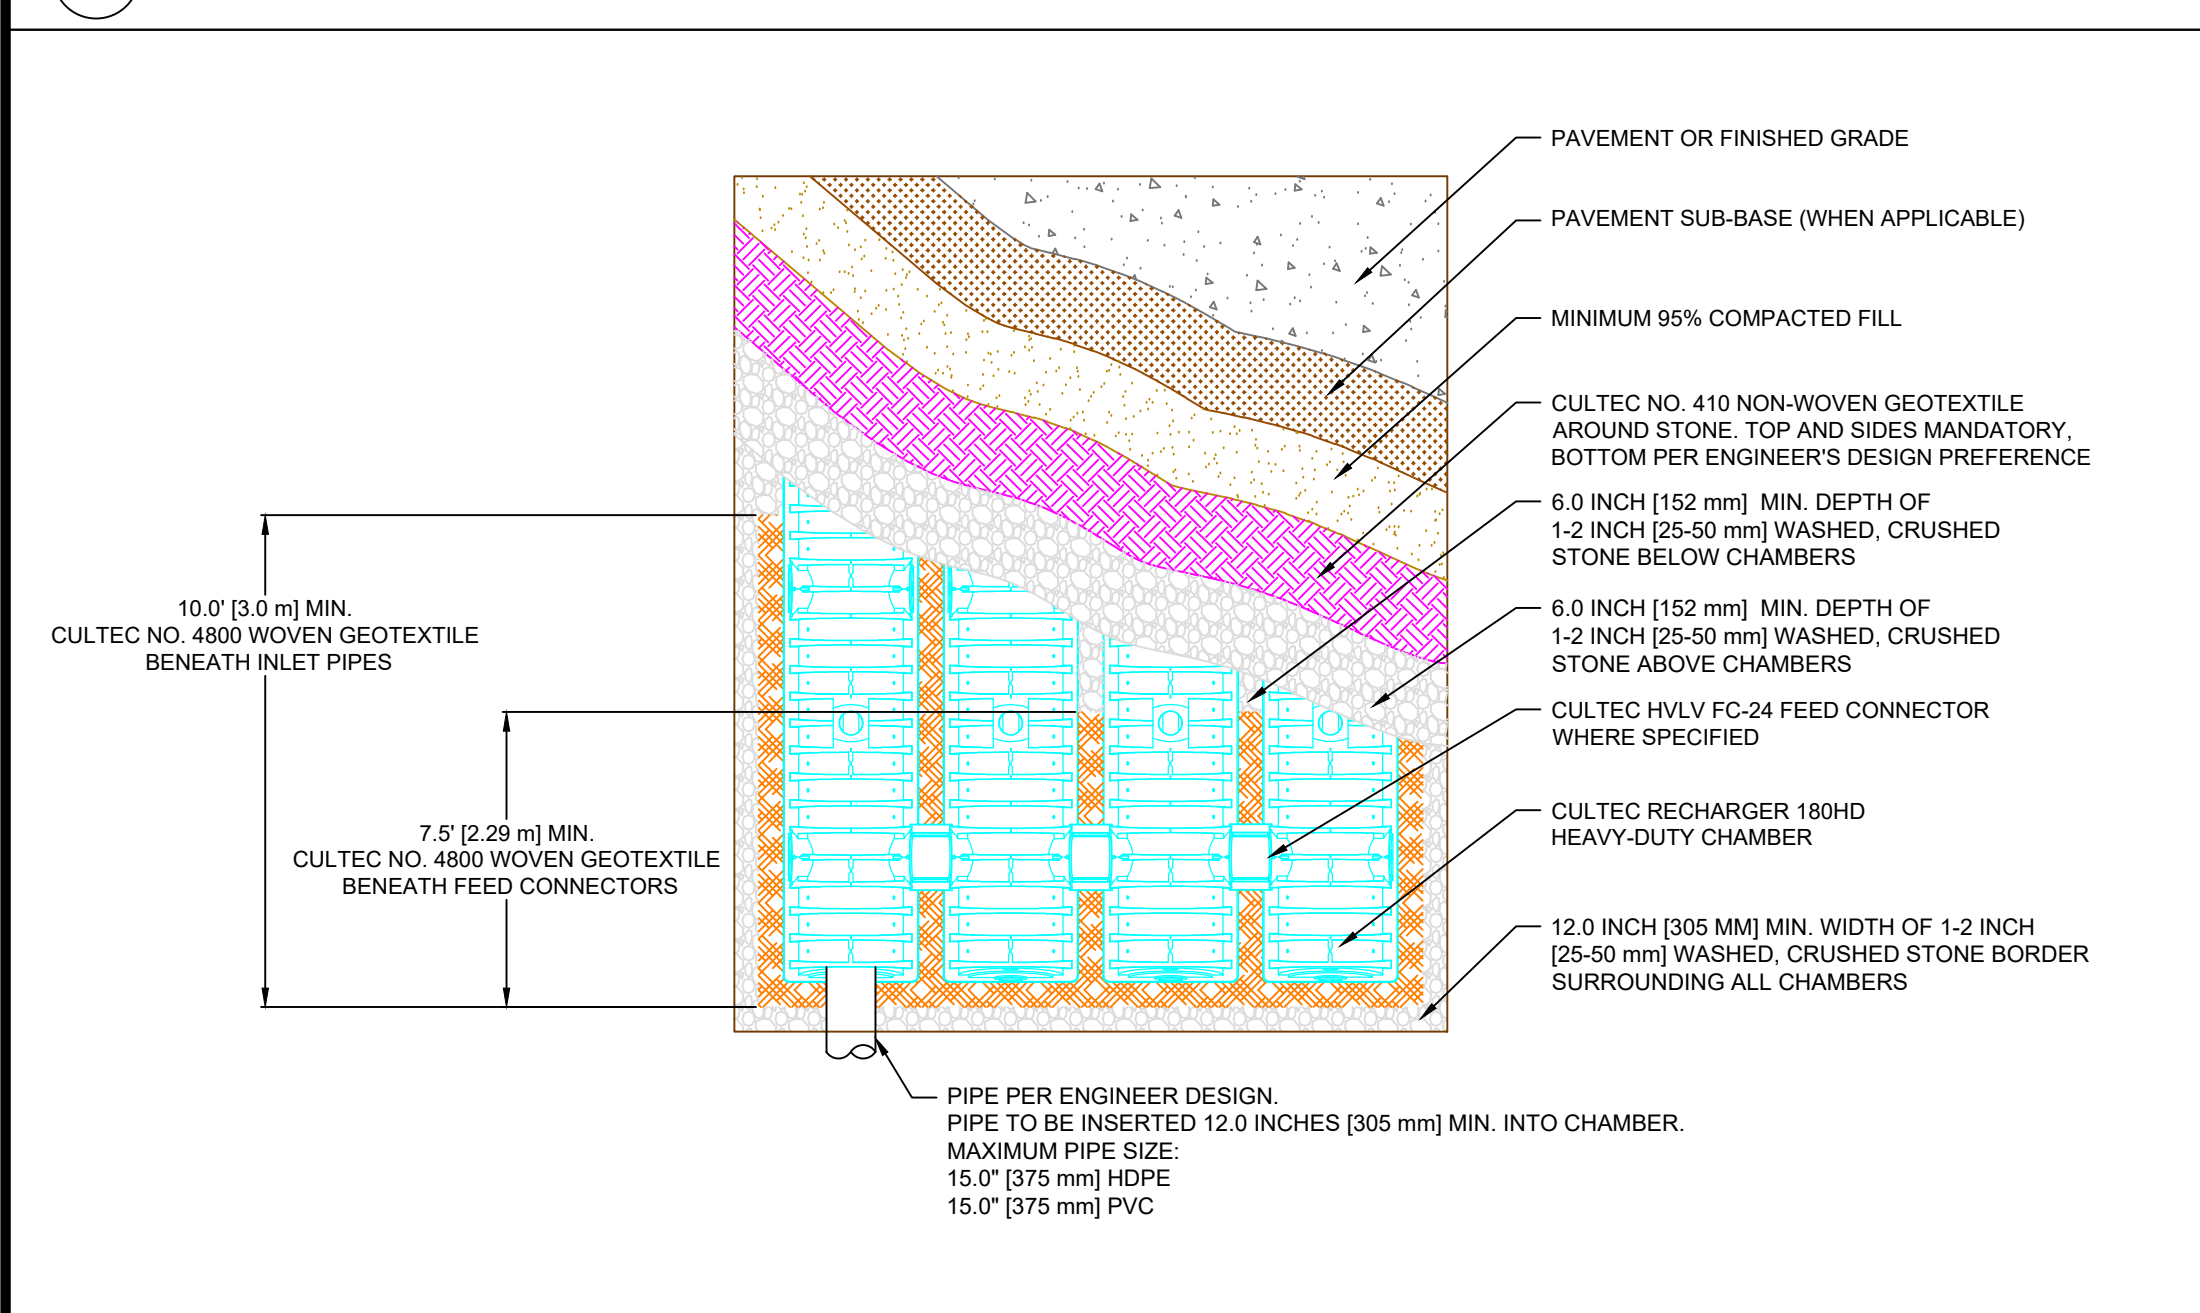 PAVEMENT OR FINISHED GRADE
PAVEMENT SUB-BASE (WHEN APPLICABLE)
MINIMUM 95% COMPACTED FILL
CULTEC NO. 410 NON-WOVEN GEOTEXTILE
AROUND STONE. TOP AND SIDES MANDATORY,
BOTTOM PER ENGINEER'S DESIGN PREFERENCE
6.0 INCH [152 mm] MIN. DEPTH OF
1-2 INCH [25-50 mm] WASHED, CRUSHED
STONE BELOW CHAMBERS
6.0 INCH [152 mm] MIN. DEPTH OF
1-2 INCH [25-50 mm] WASHED, CRUSHED
STONE ABOVE CHAMBERS
CULTEC HVLV FC-24 FEED CONNECTOR
WHERE SPECIFIED
CULTEC RECHARGER 180HD
HEAVY-DUTY CHAMBER
12.0 INCH [305 MM] MIN. WIDTH OF 1-2 INCH
[25-50 mm] WASHED, CRUSHED STONE BORDER
SURROUNDING ALL CHAMBERS
10.0' [3.0 m] MIN.
CULTEC NO. 4800 WOVEN GEOTEXTILE
BENEATH INLET PIPES
7.5' [2.29 m] MIN.
CULTEC NO. 4800 WOVEN GEOTEXTILE
BENEATH FEED CONNECTORS
PIPE PER ENGINEER DESIGN.
PIPE TO BE INSERTED 12.0 INCHES [305 mm] MIN. INTO CHAMBER.
MAXIMUM PIPE SIZE:
15.0" [375 mm] HDPE
15.0" [375 mm] PVC